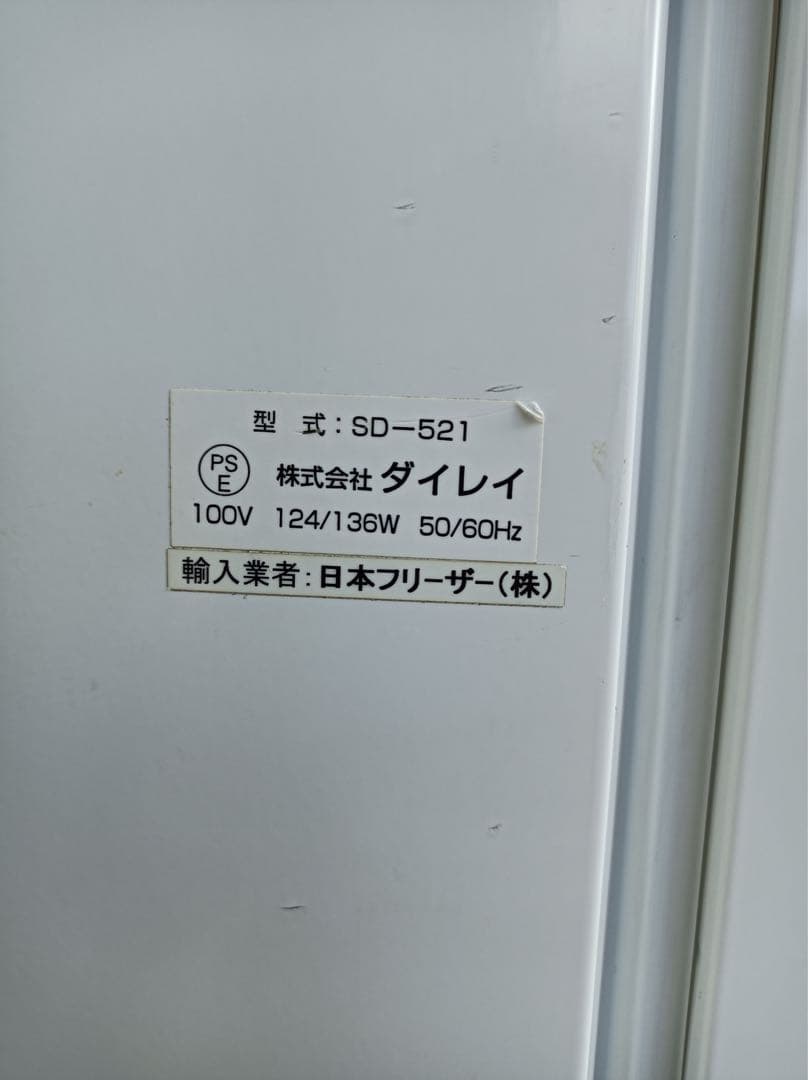 型 式：SD－521
PS
E
株式会社 ダイレイ
100V 124/136W 50/60Hz
輸入業者：日本フリーザー（株）